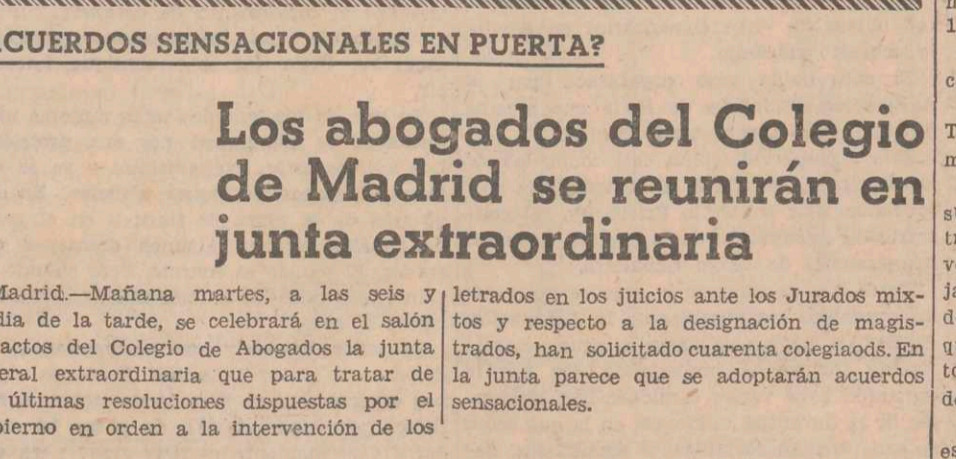 CUERDOS SENSACIONALES EN PUERTA?
Los abogados del Colegio
de Madrid se reunirán en
junta extraordinaria
Madrid.—Mañana martes, a las seis y
dia de la tarde, se celebrará en el salón
actos del Colegio de Abogados la junta
eral extraordinaria que para tratar de
últimas resoluciones dispuestas por el
bierno en orden a la intervención de los
letrados en los juicios ante los Jurados mix-
tos y respecto a la designación de magis-
trados, han solicitado cuarenta colegiaods. En
la junta parece que se adoptarán acuerdos
sensacionales.